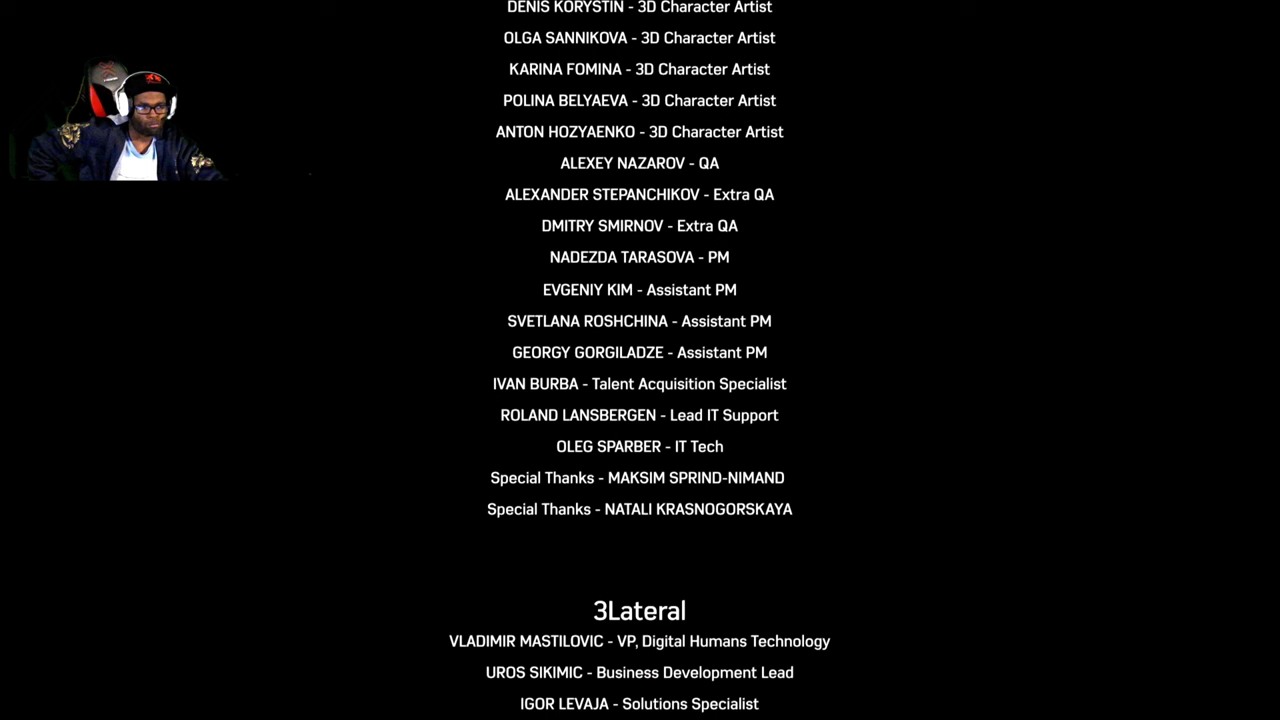 DENIS KORYSTIN - 3D Character Artist
OLGA SANNIKOVA - 3D Character Artist
KARINA FOMINA - 3D Character Artist
POLINA BELYAEVA - 3D Character Artist
ANTON HOZYAENKO - 3D Character Artist
ALEXEY NAZAROV - QA
ALEXANDER STEPANCHIKOV - Extra QA
DMITRY SMIRNOV - Extra QA
NADEZDA TARASOVA - PM
EVGENIY KIM - Assistant PM
SVETLANA ROSHCHINA - Assistant PM
GEORGY GORGILADZE - Assistant PM
IVAN BURBA - Talent Acquisition Specialist
ROLAND LANSBERGEN - Lead IT Support
OLEG SPARBER - IT Tech
Special Thanks - MAKSIM SPRIND-NIMAND
Special Thanks - NATALI KRASNOGORSKAYA
3Lateral
VLADIMIR MASTILOVIC - VP, Digital Humans Technology
UROS SIKIMIC - Business Development Lead
IGOR LEVAJA - Solutions Specialist